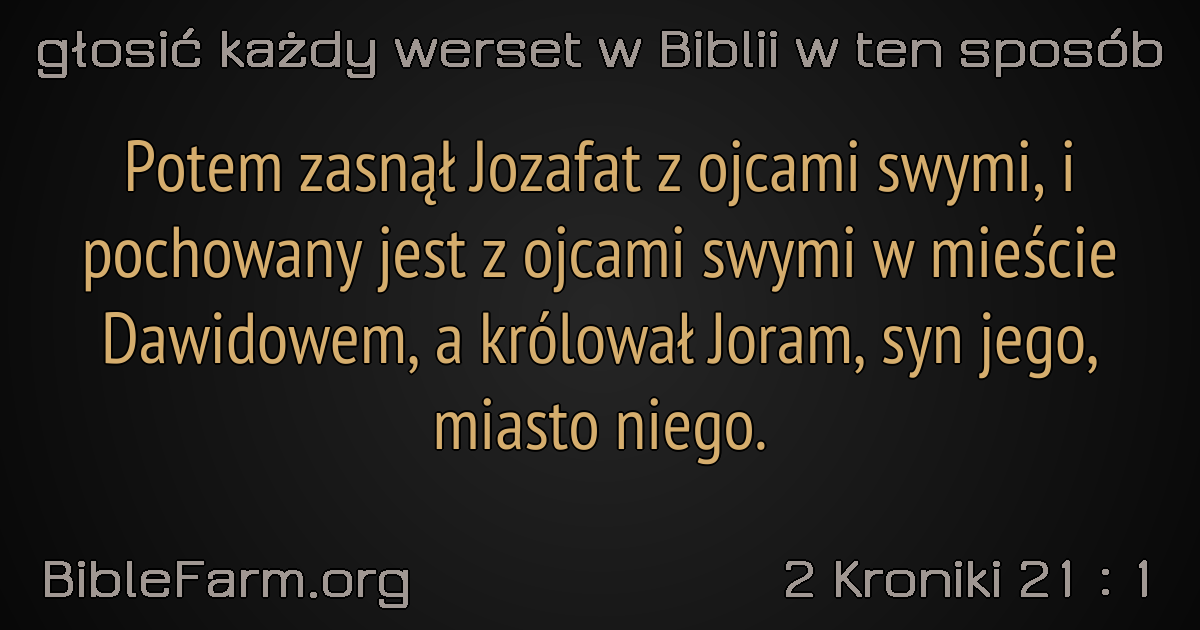 głosić każdy werset w Biblii w ten sposób
Potem zasnął Jozafat z ojcami swymi, i
pochowany jest z ojcami swymi w mieście
Dawidowem, a królował Joram, syn jego,
miasto niego.
BibleFarm.org
2 Kroniki 21 : 1